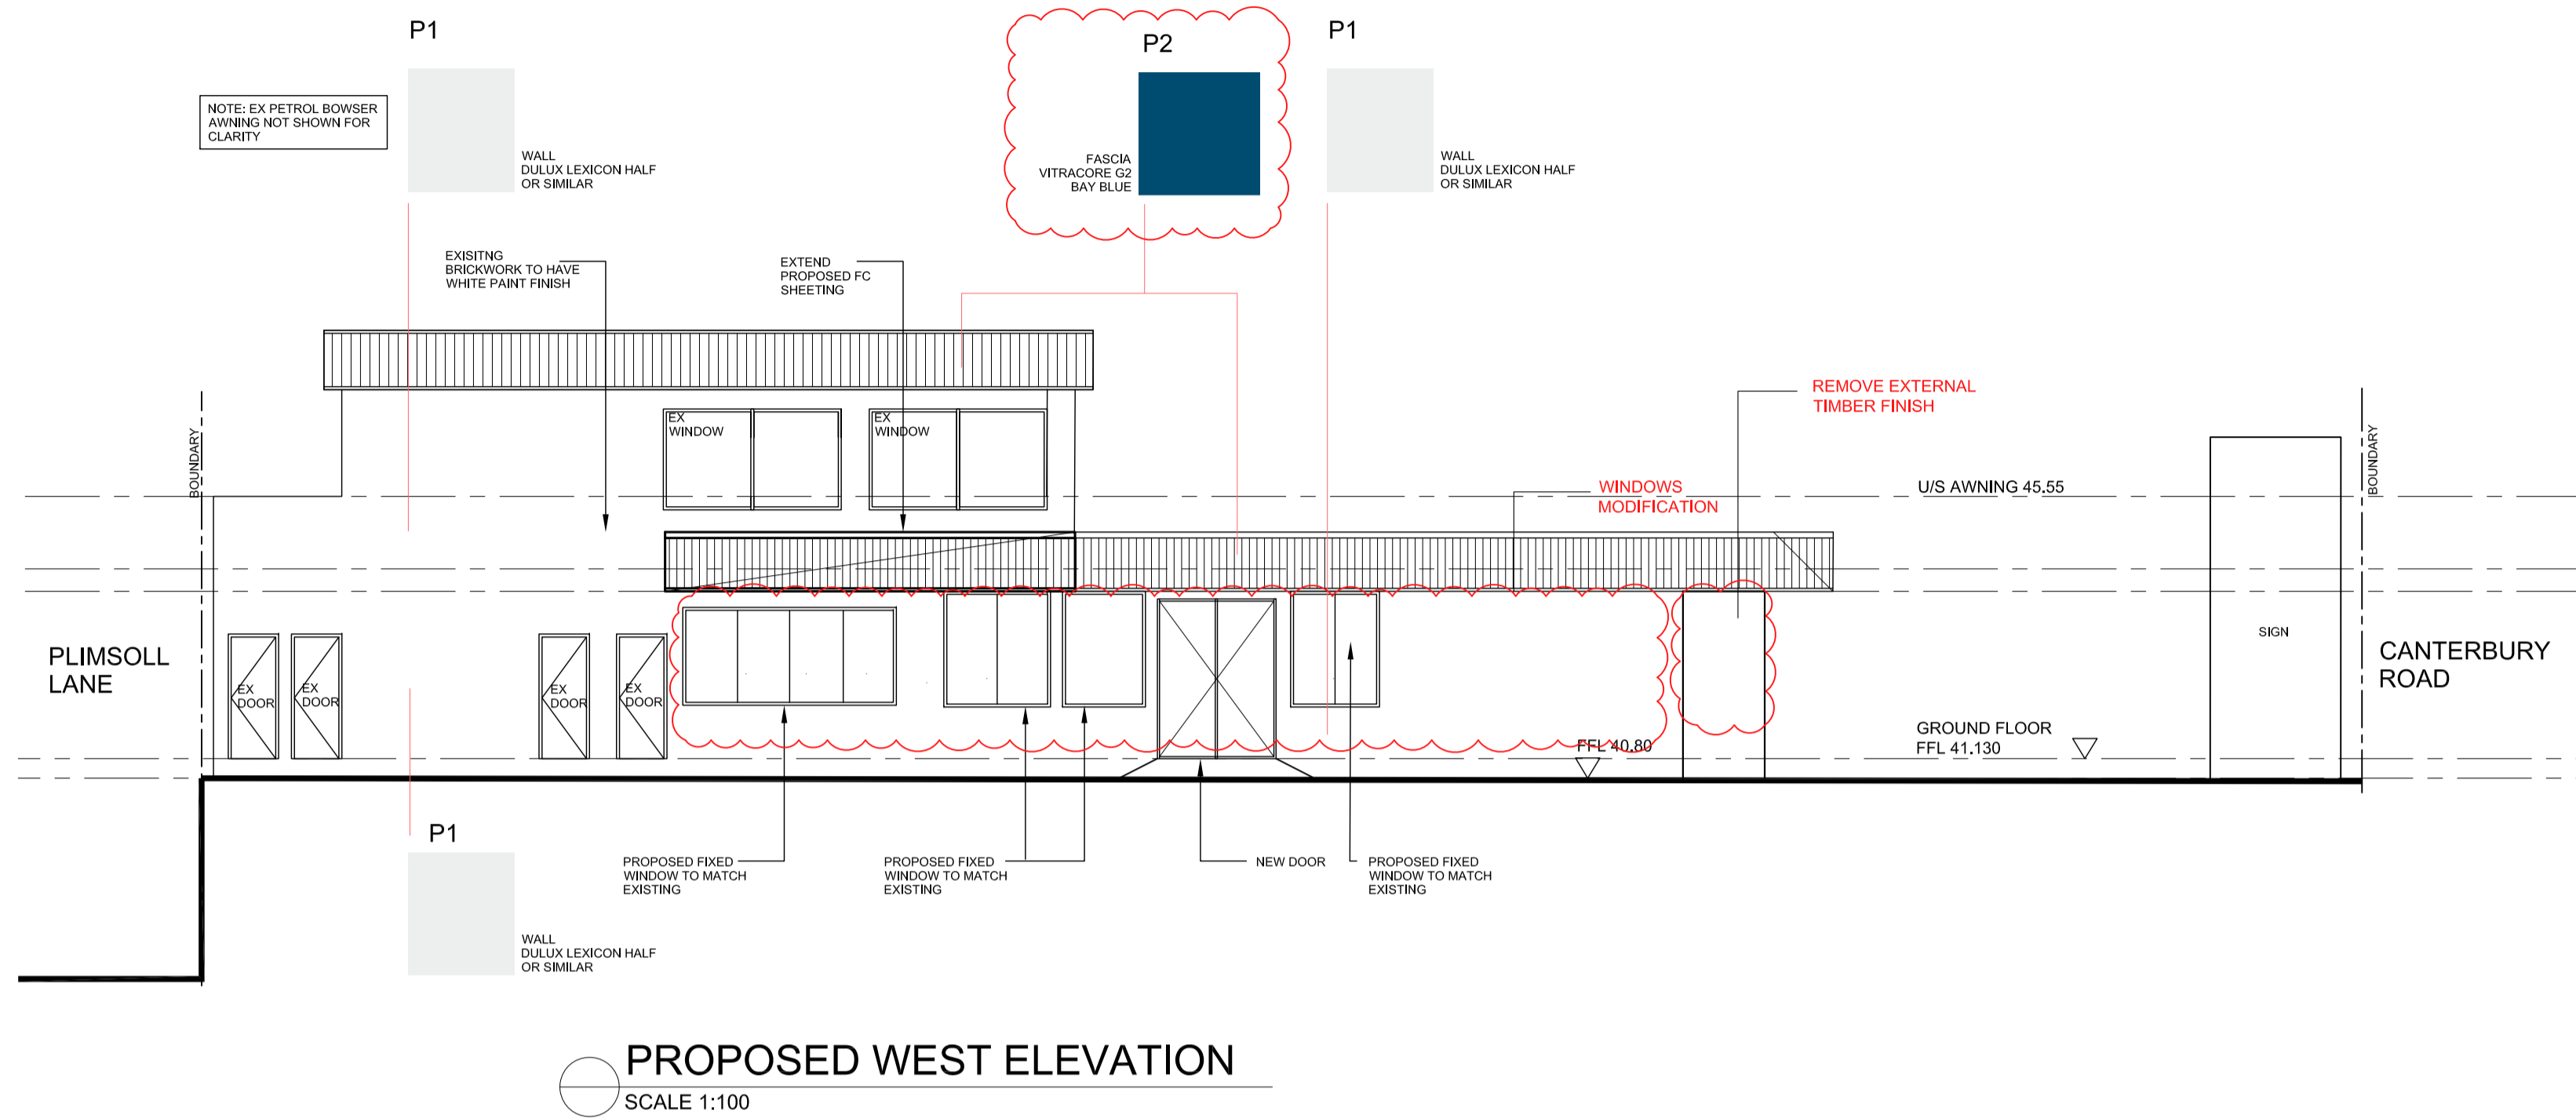 P1
P2
P1
NOTE: EX PETROL BOWSER
AWNING NOT SHOWN FOR
CLARITY
WALL
DULUX LEXICON HALF
OR SIMILAR
FASCIA
VITRACORE G2
BAY BLUE
WALL
DULUX LEXICON HALF
OR SIMILAR
EXISITNG
BRICKWORK TO HAVE
WHITE PAINT FINISH
EXTEND
PROPOSED FC
SHEETING
REMOVE EXTERNAL
TIMBER FINISH
EX
WINDOW
EX
WINDOW
BOUNDARY
BOUNDARY
WINDOWS
MODIFICATION
U/S AWNING 45.55
PLIMSOLL
LANE
EX
DOOR
EX
DOOR
EX
DOOR
EX
DOOR
SIGN
CANTERBURY
ROAD
FFL 40.80
GROUND FLOOR
FFL 41.130
P1
PROPOSED FIXED
WINDOW TO MATCH
EXISTING
PROPOSED FIXED
WINDOW TO MATCH
EXISTING
NEW DOOR
PROPOSED FIXED
WINDOW TO MATCH
EXISTING
WALL
DULUX LEXICON HALF
OR SIMILAR
PROPOSED WEST ELEVATION
SCALE 1:100